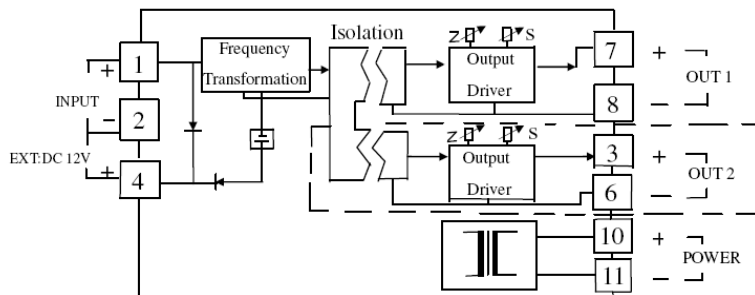 Isolation
1
+
Frequency
Transformation
Z
S
Output
Driver
7
+
OUT 1
8
−
INPUT
2
−
EXT:DC 12V
+
4
Z
S
Output
Driver
3
+
OUT 2
6
−
10
+
POWER
11
−